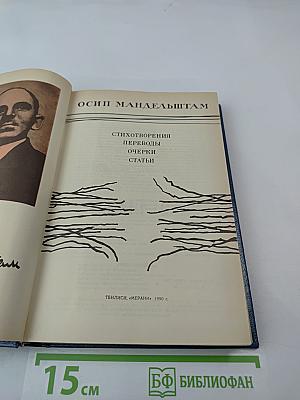 ОСИП МАНДЕЛЬШТАМ
СТИХОТВОРЕНИЯ
ПЕРЕВОДЫ
ОЧЕРКИ
СТАТЬИ
ТБИЛИСИ, «МЕРАНИ» 1990 г.
15 см
БФ БИБЛИОФАН